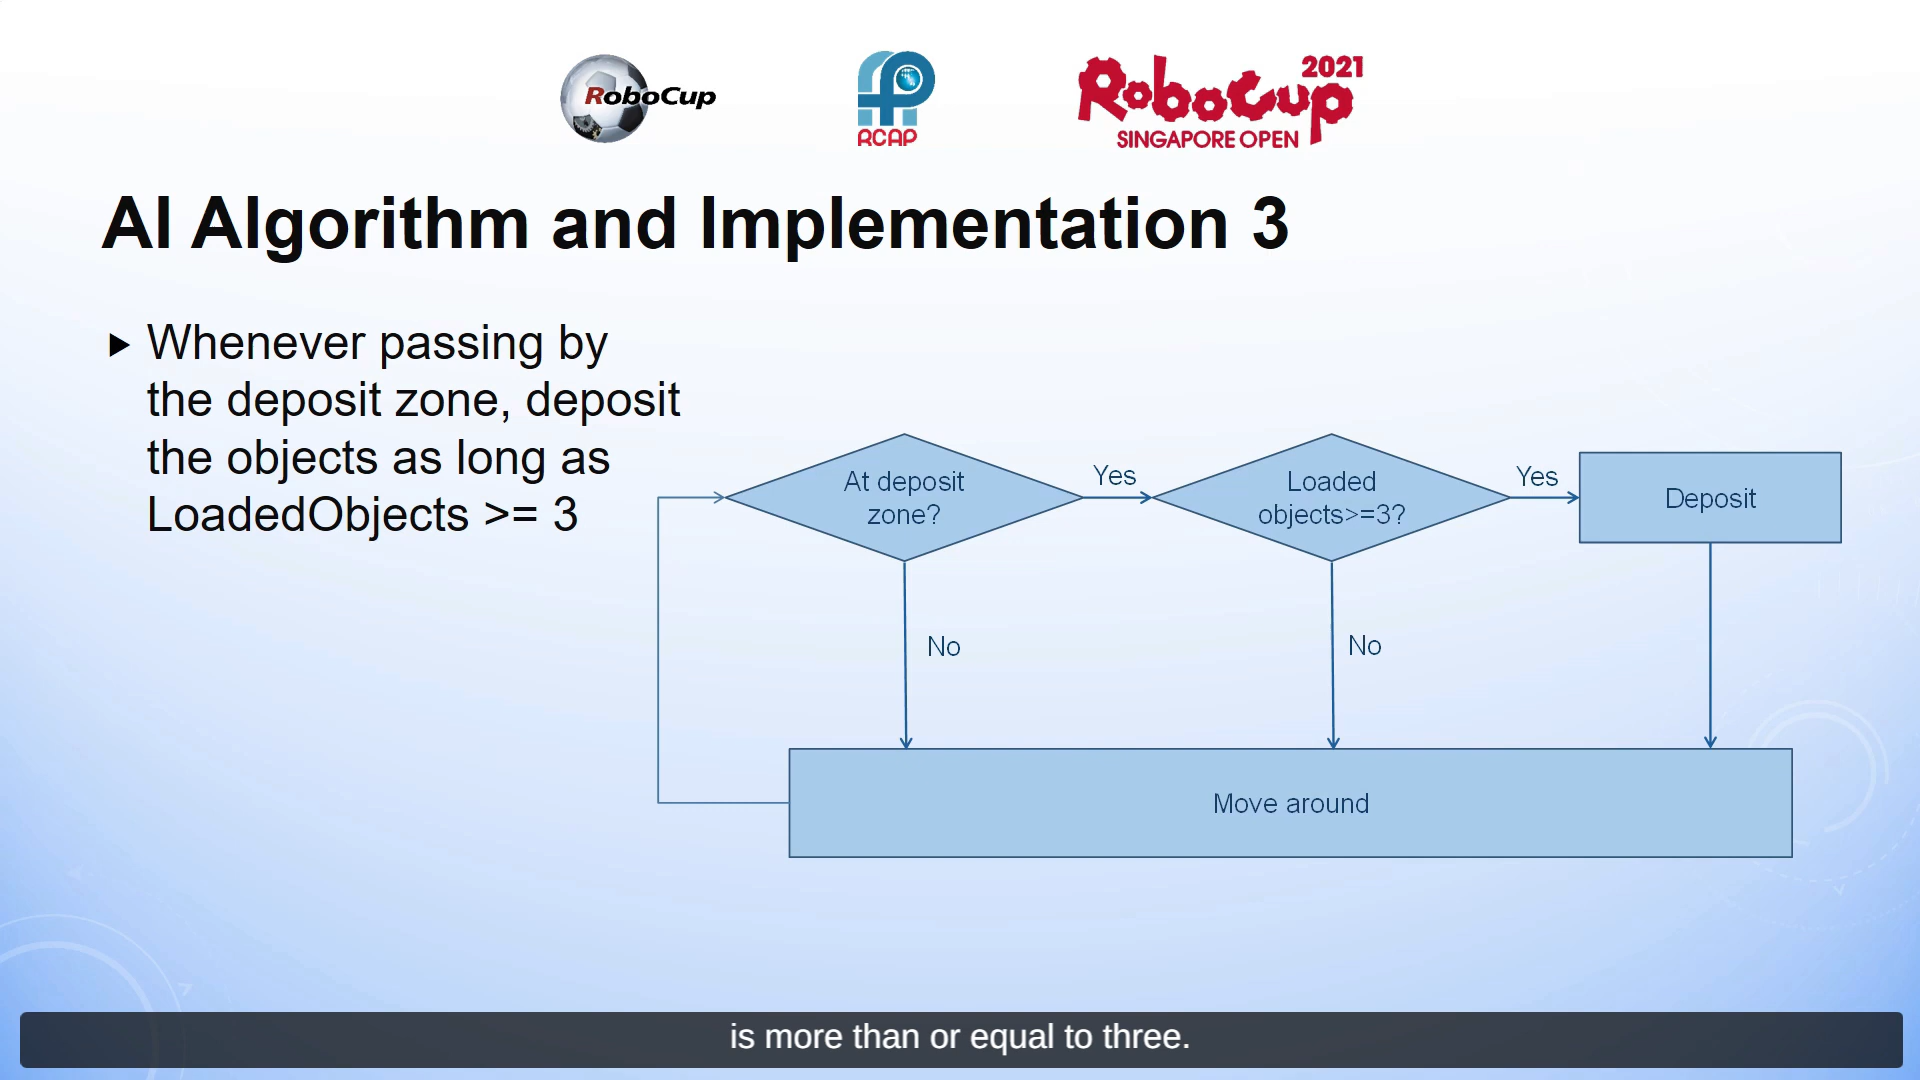 RoboCup
RCAP
RoboCup 2021
SINGAPORE OPEN
AI Algorithm and Implementation 3
Whenever passing by
the deposit zone, deposit
the objects as long as
LoadedObjects >= 3
At deposit
zone?
Yes
Loaded
objects>=3?
Yes
Deposit
No
No
Move around
is more than or equal to three.